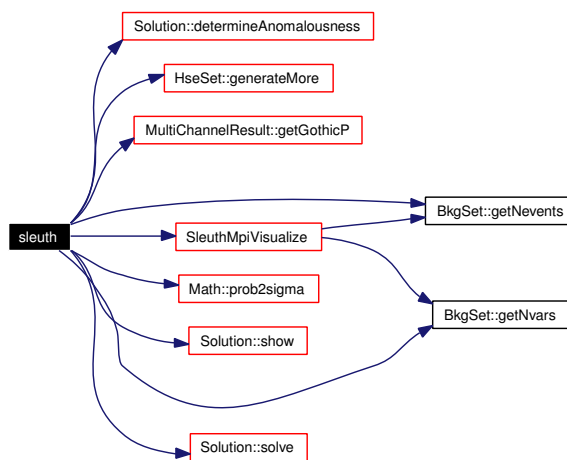 Solution::determineAnomalousness
HseSet::generateMore
MultiChannelResult::getGothicP
BkgSet::getNevents
sleuth
SleuthMpiVisualize
Math::prob2sigma
BkgSet::getNvars
Solution::show
Solution::solve